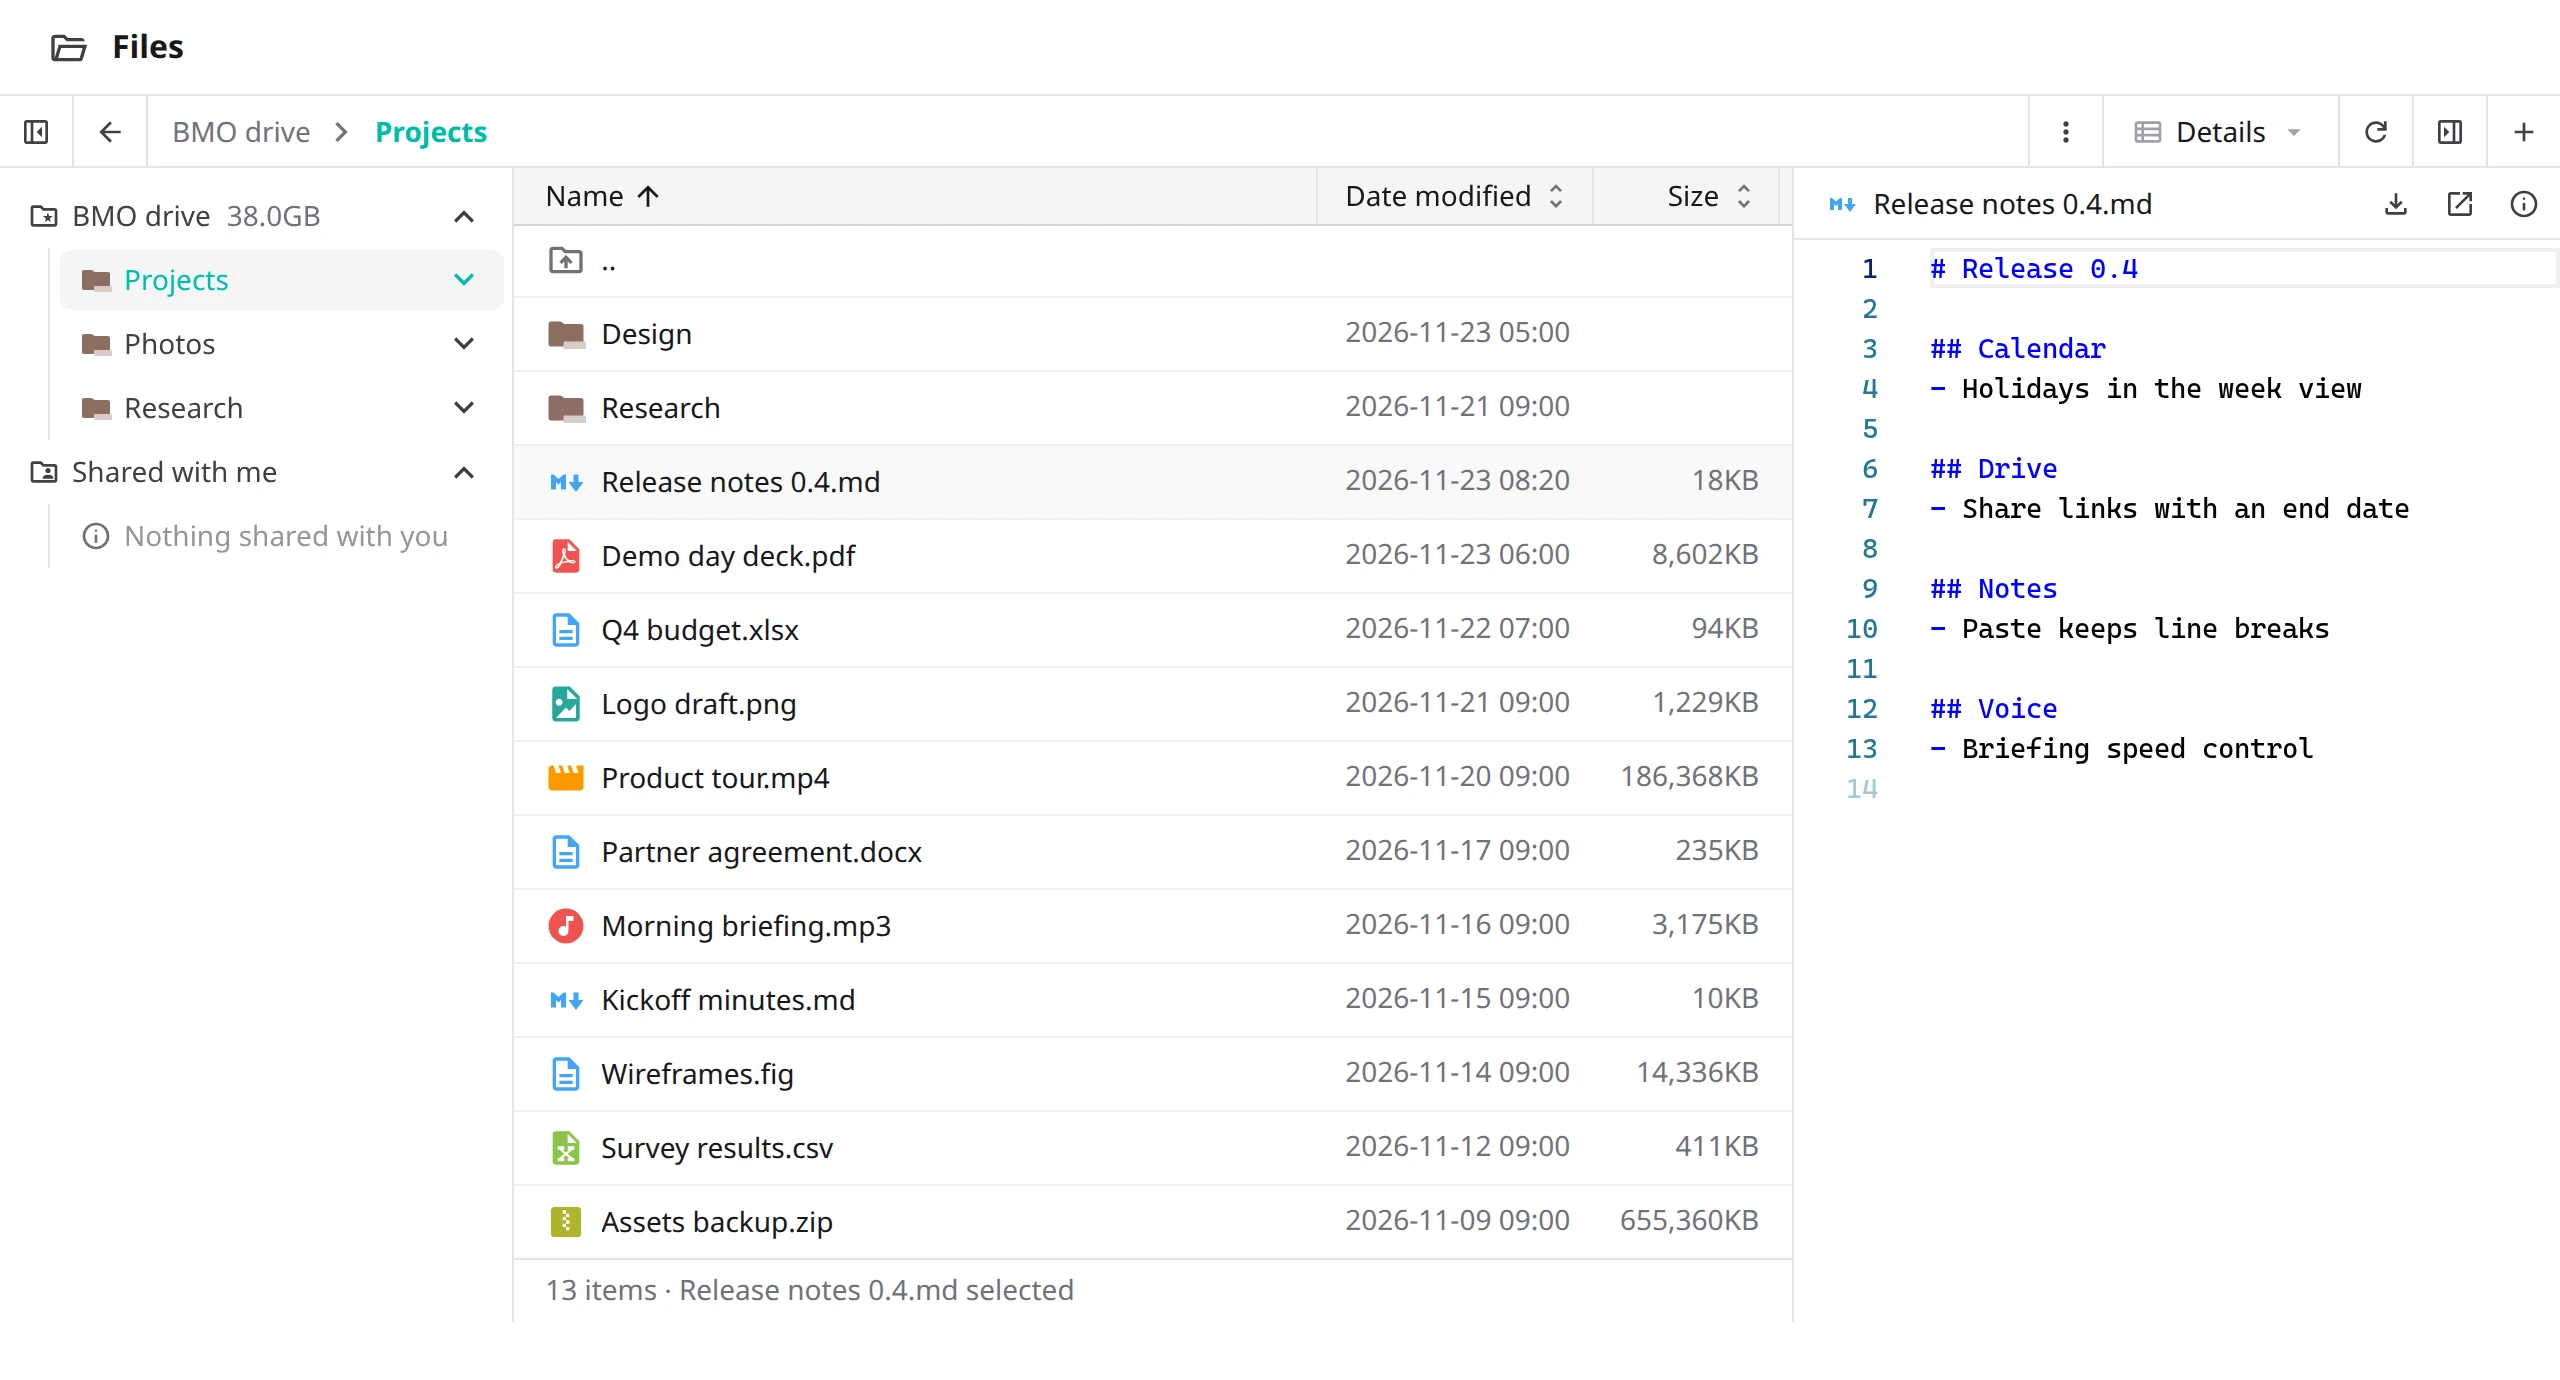 Files
BMO drive > Projects
Details
BMO drive 38.0GB
Projects
Photos
Research
Shared with me
Nothing shared with you
Name Date modified Size
..
Design 2026-11-23 05:00
Research 2026-11-21 09:00
Release notes 0.4.md 2026-11-23 08:20 18KB
Demo day deck.pdf 2026-11-23 06:00 8,602KB
Q4 budget.xlsx 2026-11-22 07:00 94KB
Logo draft.png 2026-11-21 09:00 1,229KB
Product tour.mp4 2026-11-20 09:00 186,368KB
Partner agreement.docx 2026-11-17 09:00 235KB
Morning briefing.mp3 2026-11-16 09:00 3,175KB
Kickoff minutes.md 2026-11-15 09:00 10KB
Wireframes.fig 2026-11-14 09:00 14,336KB
Survey results.csv 2026-11-12 09:00 411KB
Assets backup.zip 2026-11-09 09:00 655,360KB
13 items · Release notes 0.4.md selected
Release notes 0.4.md
1 # Release 0.4
2
3 ## Calendar
4 - Holidays in the week view
5
6 ## Drive
7 - Share links with an end date
8
9 ## Notes
10 - Paste keeps line breaks
11
12 ## Voice
13 - Briefing speed control
14